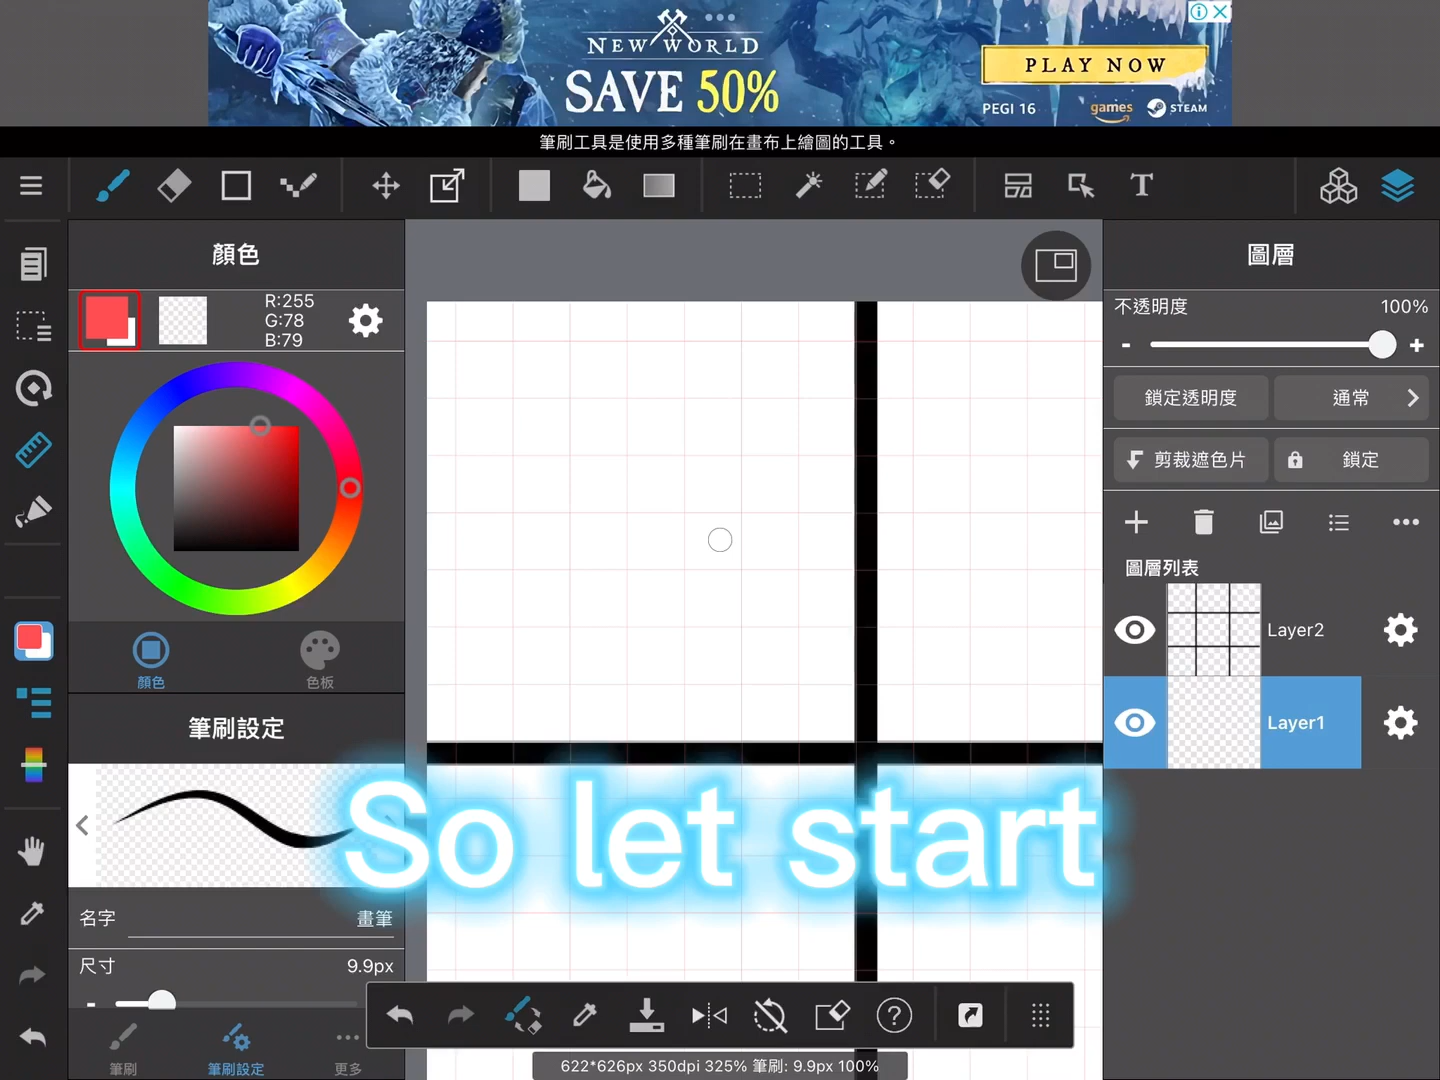 NEW WORLD
SAVE 50%
PLAY NOW
PEGI 16
games
STEAM
筆刷工具是使用多種筆刷在畫布上繪圖的工具。
T
顏色
R:255
G:78
B:79
顏色
色板
筆刷設定
名字
畫筆
尺寸
9.9px
筆刷
筆刷設定
更多
圖層
不透明度
100%
鎖定透明度
通常
剪裁遮色片
鎖定
圖層列表
Layer2
Layer1
So let start
622*626px 350dpi 325% 筆刷: 9.9px 100%